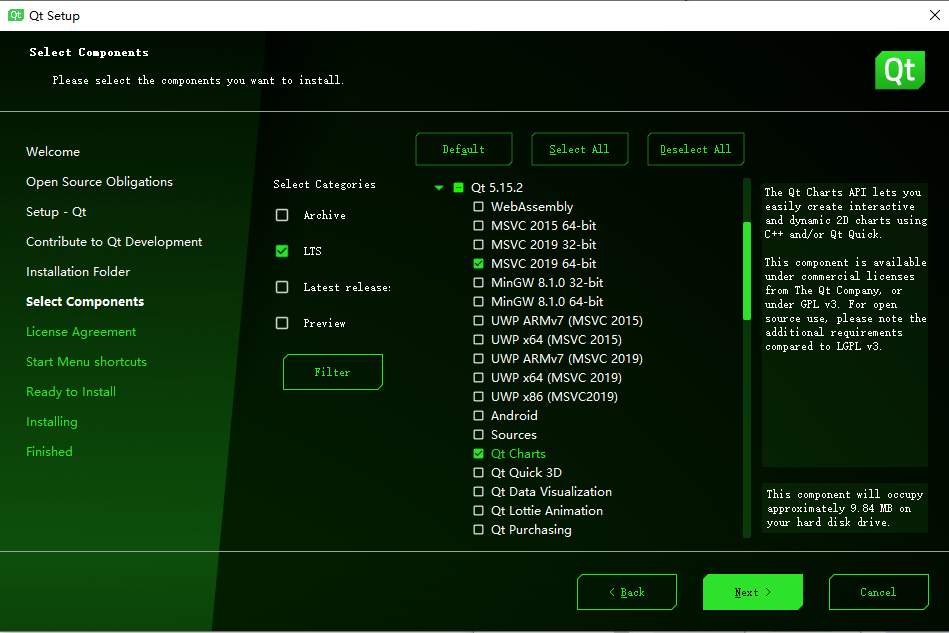 Qt Qt Setup
Select Components
Please select the components you want to install.
Qt
Welcome
Open Source Obligations
Setup - Qt
Contribute to Qt Development
Installation Folder
Select Components
License Agreement
Start Menu shortcuts
Ready to Install
Installing
Finished
Select Categories
Archive
LTS
Latest release:
Preview
Filter
Default Select All Deselect All
Qt 5.15.2
WebAssembly
MSVC 2015 64-bit
MSVC 2019 32-bit
MSVC 2019 64-bit
MinGW 8.1.0 32-bit
MinGW 8.1.0 64-bit
UWP ARMv7 (MSVC 2015)
UWP x64 (MSVC 2015)
UWP ARMv7 (MSVC 2019)
UWP x64 (MSVC 2019)
UWP x86 (MSVC2019)
Android
Sources
Qt Charts
Qt Quick 3D
Qt Data Visualization
Qt Lottie Animation
Qt Purchasing
The Qt Charts API lets you
easily create interactive
and dynamic 2D charts using
C++ and/or Qt Quick.
This component is available
under commercial licenses
from The Qt Company, or
under GPL v3. For open
source use, please note the
additional requirements
compared to LGPL v3.
This component will occupy
approximately 9.84 MB on
your hard disk drive.
< Back Next > Cancel